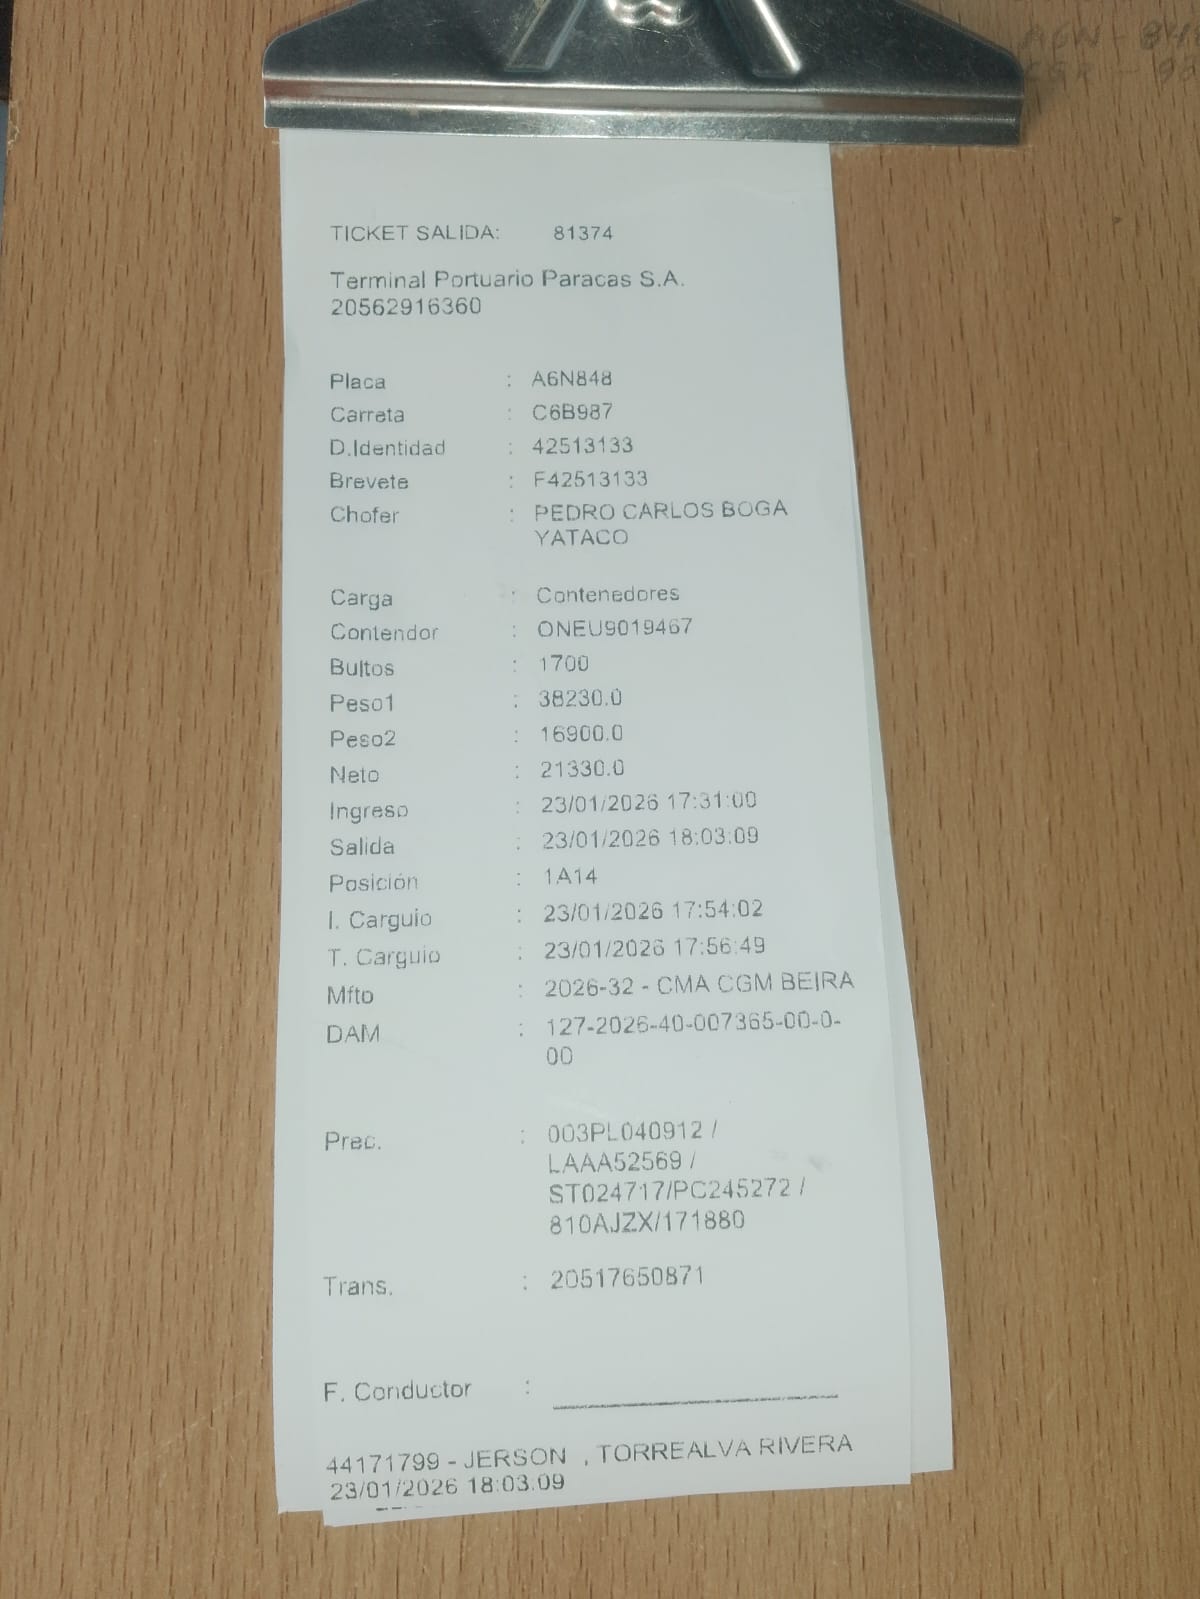 TICKET SALIDA: 81374
Terminal Portuario Paracas S.A.
20562916360
Placa : A6N848
Carreta : C6B987
D.Identidad : 42513133
Brevete : F42513133
Chofer : PEDRO CARLOS BOGA
YATACO
Carga : Contenedores
Contendor : ONEU9019467
Bultos : 1700
Peso1 : 38230.0
Peso2 : 16900.0
Neto : 21330.0
Ingreso : 23/01/2026 17:31:00
Salida : 23/01/2026 18:03:09
Posición : 1A14
I. Carguio : 23/01/2026 17:54:02
T. Carguio : 23/01/2026 17:56:49
Mfto : 2026-32 - CMA CGM BEIRA
DAM : 127-2026-40-007365-00-0-
00
Prec. : 003PL040912 /
LAAA52569 /
ST024717/PC245272 /
810AJZX/171880
Trans. : 20517650871
F. Conductor :
44171799 - JERSON , TORREALVA RIVERA
23/01/2026 18:03:09